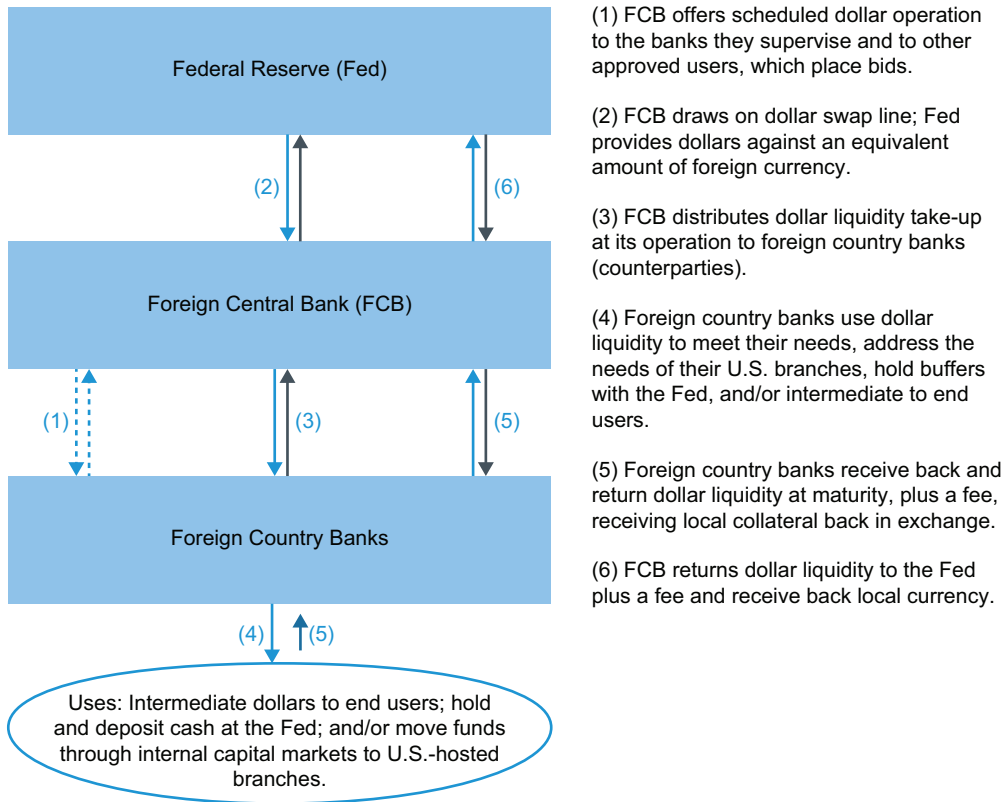 Federal Reserve (Fed)
(2)
(6)
Foreign Central Bank (FCB)
(1)
(3)
(5)
Foreign Country Banks
(4)
(5)
Uses: Intermediate dollars to end users; hold
and deposit cash at the Fed; and/or move funds
through internal capital markets to U.S.-hosted
branches.
(1) FCB offers scheduled dollar operation
to the banks they supervise and to other
approved users, which place bids.
(2) FCB draws on dollar swap line; Fed
provides dollars against an equivalent
amount of foreign currency.
(3) FCB distributes dollar liquidity take-up
at its operation to foreign country banks
(counterparties).
(4) Foreign country banks use dollar
liquidity to meet their needs, address the
needs of their U.S. branches, hold buffers
with the Fed, and/or intermediate to end
users.
(5) Foreign country banks receive back and
return dollar liquidity at maturity, plus a fee,
receiving local collateral back in exchange.
(6) FCB returns dollar liquidity to the Fed
plus a fee and receive back local currency.